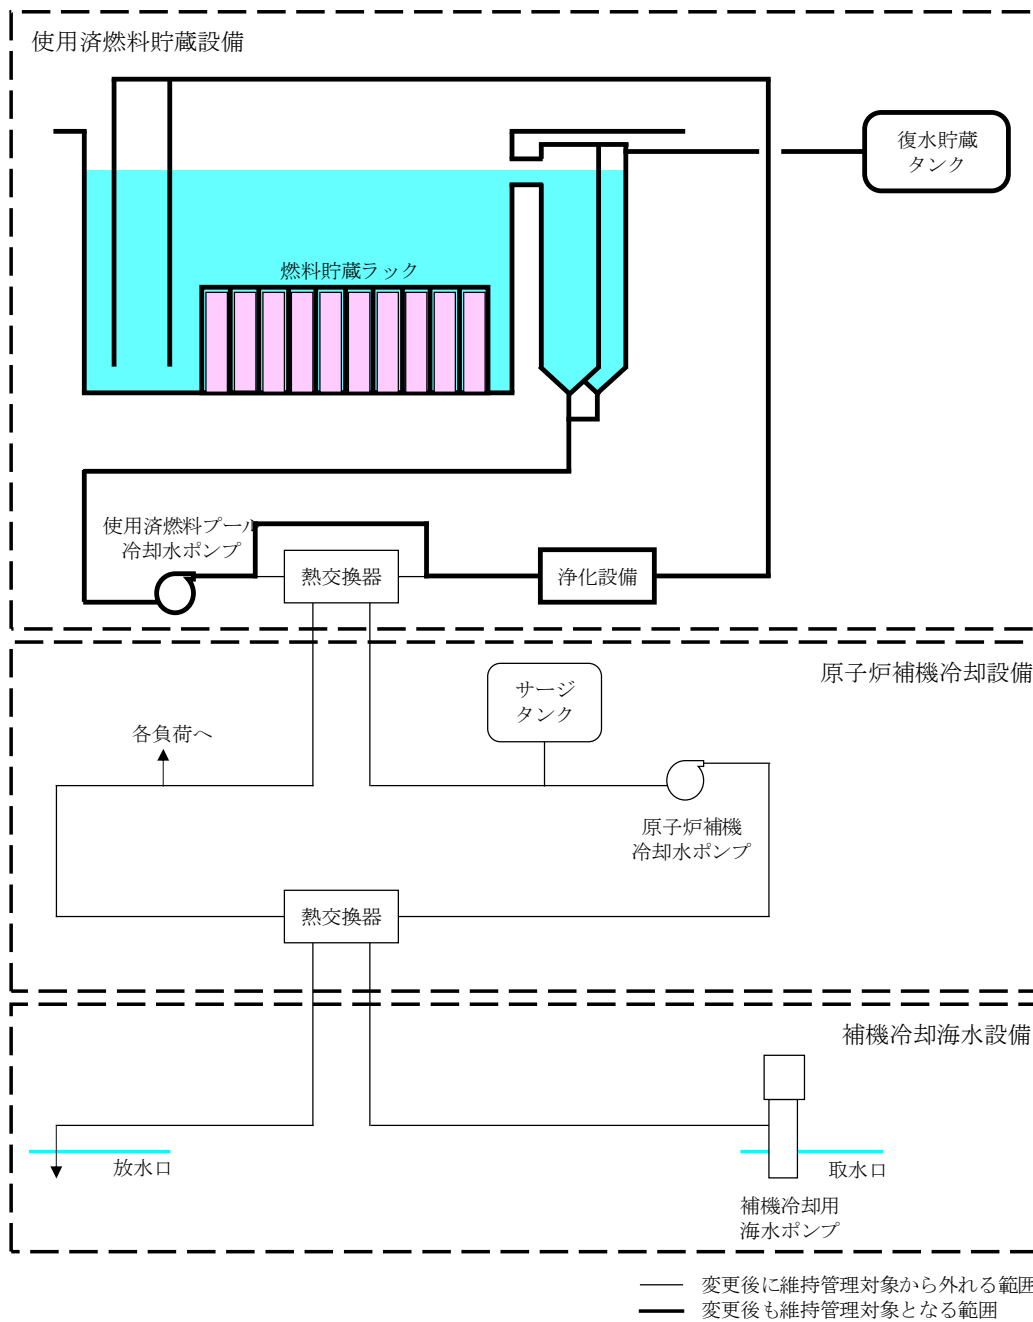 使用済燃料貯蔵設備
復水貯蔵
タンク
燃料貯蔵ラック
使用済燃料プール
冷却水ポンプ
熱交換器
浄化設備
原子炉補機冷却設備
サージ
タンク
各負荷へ
原子炉補機
冷却水ポンプ
熱交換器
補機冷却海水設備
放水口
取水口
補機冷却用
海水ポンプ
変更後に維持管理対象から外れる範囲
変更後も維持管理対象となる範囲